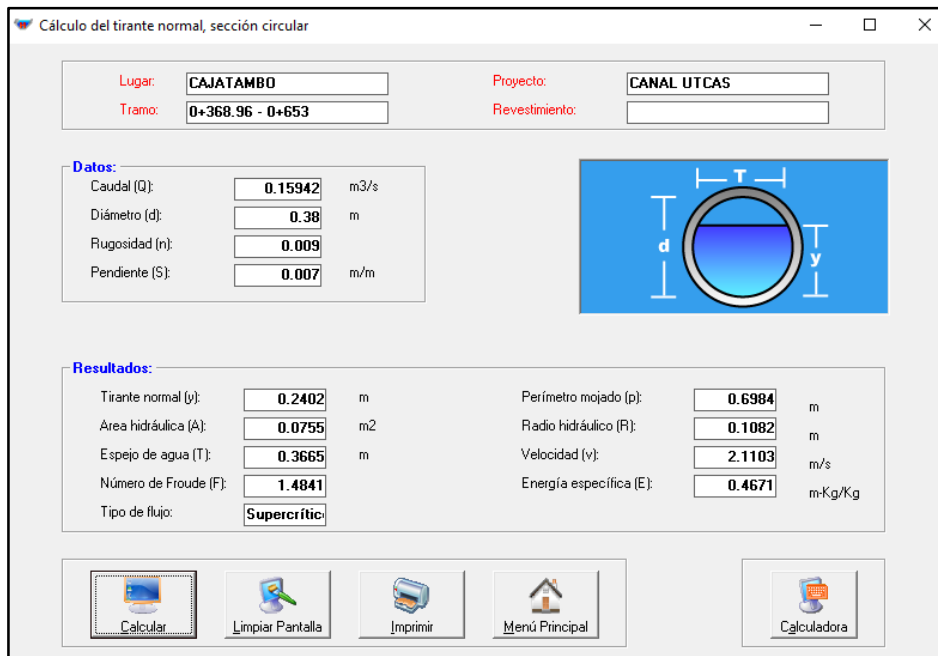 Cálculo del tirante normal, sección circular
Lugar: CAJATAMBO Proyecto: CANAL UTCAS
Tramo: 0+368.96 - 0+653 Revestimiento:
Datos:
Caudal (Q): 0.15942 m3/s
Diámetro (d): 0.38 m
Rugosidad (n): 0.009
Pendiente (S): 0.007 m/m
T
d
y
Resultados:
Tirante normal (y): 0.2402 m Perímetro mojado (p): 0.6984 m
Area hidráulica (A): 0.0755 m2 Radio hidráulico (R): 0.1082 m
Espejo de agua (T): 0.3665 m Velocidad (v): 2.1103 m/s
Número de Froude (F): 1.4841 Energía específica (E): 0.4671 m-Kg/Kg
Tipo de flujo: Supercrític
Calcular Limpiar Pantalla Imprimir Menú Principal Calculadora